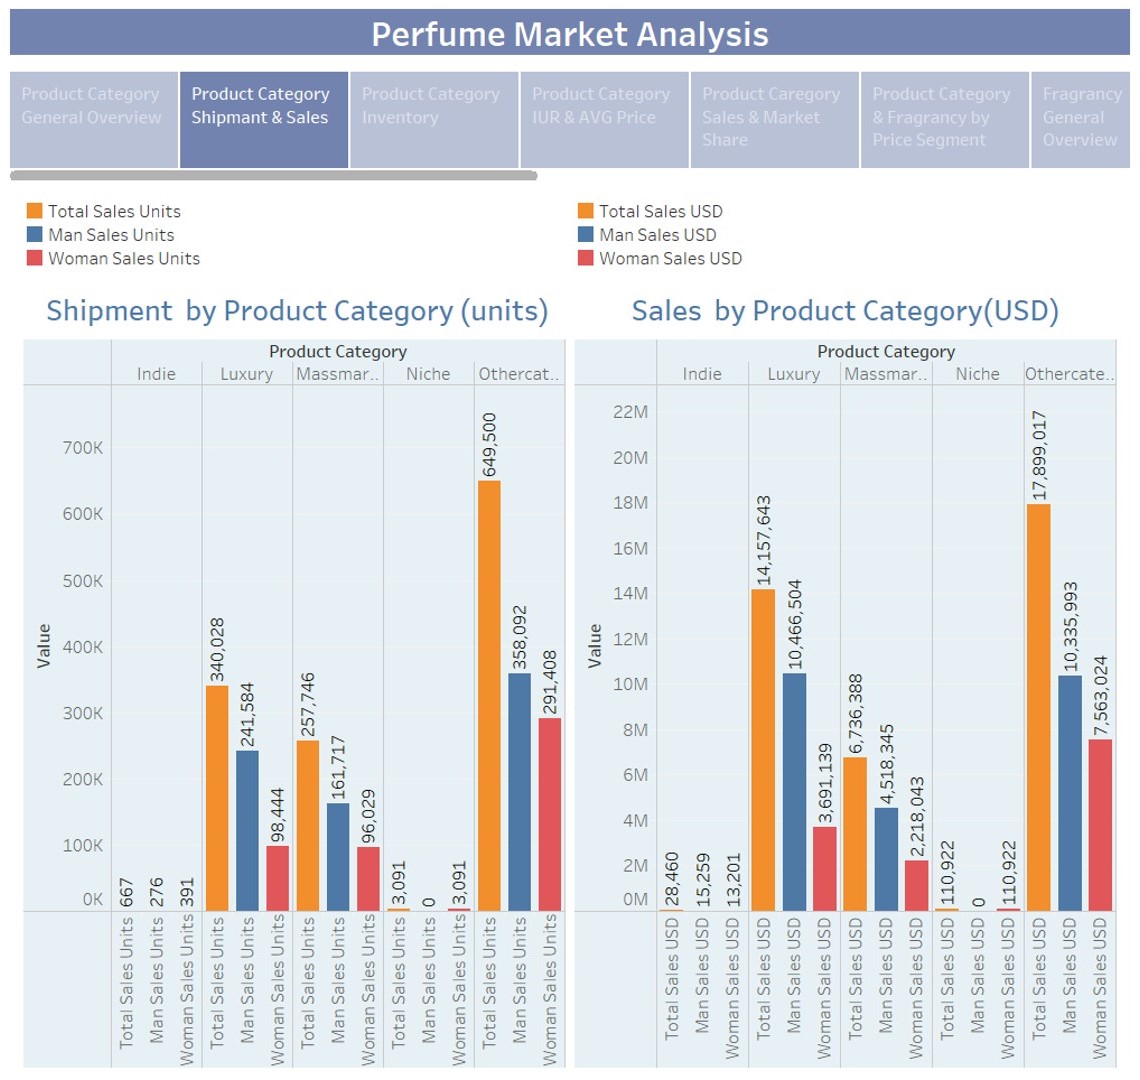 Perfume Market Analysis
Product Category
General Overview
Product Category
Shipmant & Sales
Product Category
Inventory
Product Category
IUR & AVG Price
Product Caregory
Sales & Market
Share
Product Category
& Fragrancy by
Price Segment
Fragrancy
General
Overview
Total Sales Units
Man Sales Units
Woman Sales Units
Total Sales USD
Man Sales USD
Woman Sales USD
Shipment by Product Category (units)
Product Category
Indie
Luxury
Massmar..
Niche
Othercat..
Value
700K
600K
500K
400K
300K
200K
100K
0K
667
276
391
340,028
241,584
98,444
257,746
161,717
96,029
3,091
0
3,091
649,500
358,092
291,408
Total Sales Units
Man Sales Units
Woman Sales Units
Total Sales Units
Man Sales Units
Woman Sales Units
Total Sales Units
Man Sales Units
Woman Sales Units
Total Sales Units
Man Sales Units
Woman Sales Units
Total Sales Units
Man Sales Units
Woman Sales Units
Sales by Product Category(USD)
Product Category
Indie
Luxury
Massmar..
Niche
Othercate..
Value
22M
20M
18M
16M
14M
12M
10M
8M
6M
4M
2M
0M
28,460
15,259
13,201
14,157,643
10,466,504
3,691,139
6,736,388
4,518,345
2,218,043
110,922
0
110,922
17,899,017
10,335,993
7,563,024
Total Sales USD
Man Sales USD
Woman Sales USD
Total Sales USD
Man Sales USD
Woman Sales USD
Total Sales USD
Man Sales USD
Woman Sales USD
Total Sales USD
Man Sales USD
Woman Sales USD
Total Sales USD
Man Sales USD
Woman Sales USD